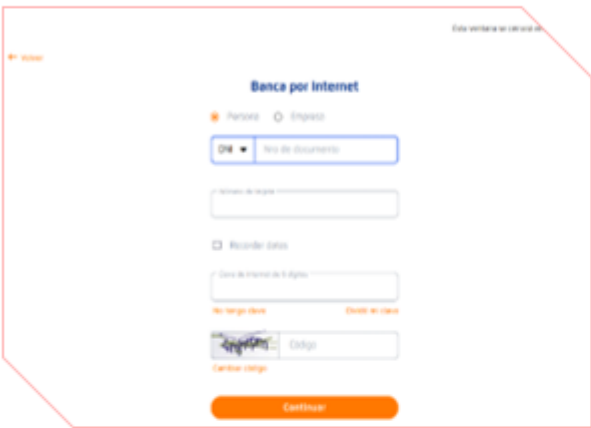 Esta ventana se cerrará en
Volver
Banca por Internet
Persona Empresa
DNI Nro de documento
Número de tarjeta
Recordar datos
Clave de Internet de 6 dígitos
No tengo clave Olvidé mi clave
Código
Cambiar código
Continuar